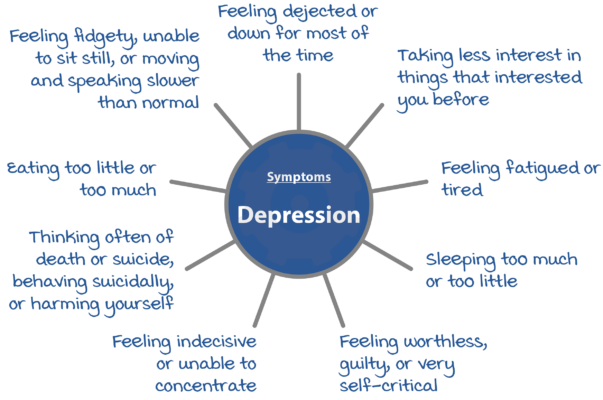 Symptoms
Depression
Feeling dejected or
down for most of
the time
Taking less interest in
things that interested
you before
Feeling fatigued or
tired
Sleeping too much
or too little
Feeling worthless,
guilty, or very
self-critical
Feeling indecisive
or unable to
concentrate
Thinking often of
death or suicide,
behaving suicidally,
or harming yourself
Eating too little or
too much
Feeling fidgety, unable
to sit still, or moving
and speaking slower
than normal